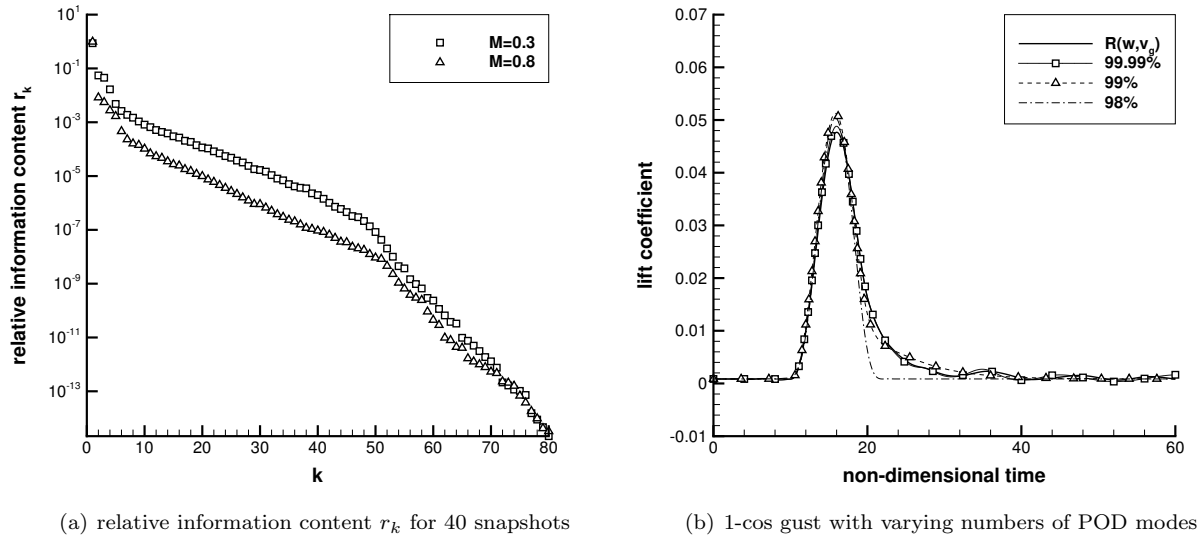 relative information content r_k
10^1
10^-1
10^-3
10^-5
10^-7
10^-9
10^-11
10^-13
0 10 20 30 40 50 60 70 80
k
M=0.3
M=0.8
(a) relative information content r_k for 40 snapshots
lift coefficient
0.07
0.06
0.05
0.04
0.03
0.02
0.01
0
-0.01
0 20 40 60
non-dimensional time
R(w,v_g)
99.99%
99%
98%
(b) 1-cos gust with varying numbers of POD modes